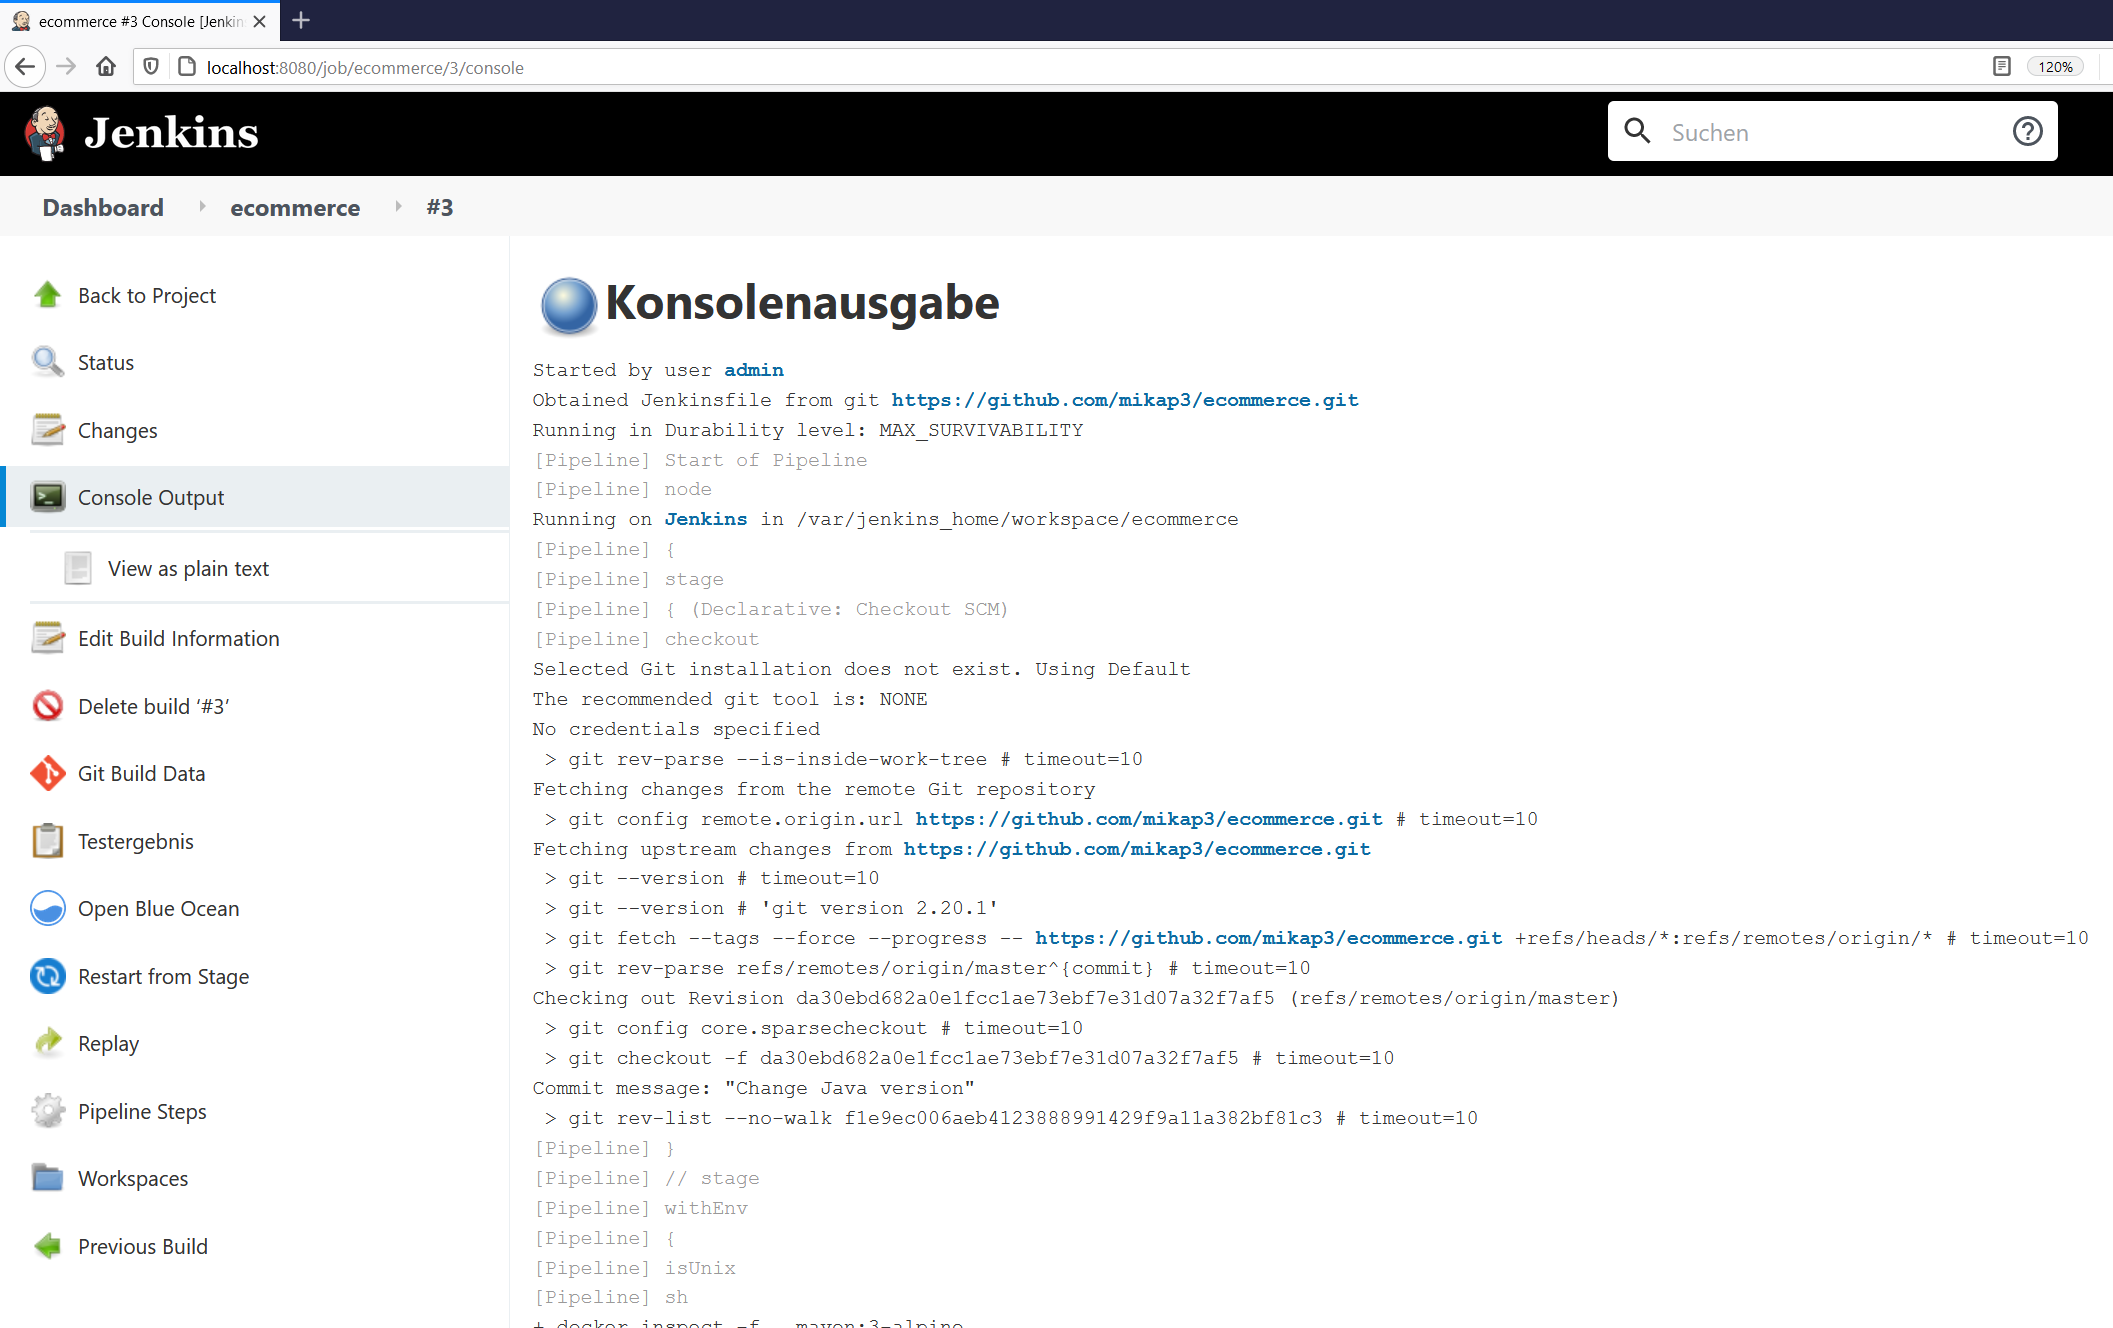 ecommerce #3 Console [Jenkin
localhost:8080/job/ecommerce/3/console
120%
Jenkins
Suchen
Dashboard
ecommerce
#3
Back to Project
Status
Changes
Console Output
View as plain text
Edit Build Information
Delete build ‘#3’
Git Build Data
Testergebnis
Open Blue Ocean
Restart from Stage
Replay
Pipeline Steps
Workspaces
Previous Build
Konsolenausgabe
Started by user admin
Obtained Jenkinsfile from git https://github.com/mikap3/ecommerce.git
Running in Durability level: MAX_SURVIVABILITY
[Pipeline] Start of Pipeline
[Pipeline] node
Running on Jenkins in /var/jenkins_home/workspace/ecommerce
[Pipeline] {
[Pipeline] stage
[Pipeline] { (Declarative: Checkout SCM)
[Pipeline] checkout
Selected Git installation does not exist. Using Default
The recommended git tool is: NONE
No credentials specified
> git rev-parse --is-inside-work-tree # timeout=10
Fetching changes from the remote Git repository
> git config remote.origin.url https://github.com/mikap3/ecommerce.git # timeout=10
Fetching upstream changes from https://github.com/mikap3/ecommerce.git
> git --version # timeout=10
> git --version # 'git version 2.20.1'
> git fetch --tags --force --progress -- https://github.com/mikap3/ecommerce.git +refs/heads/*:refs/remotes/origin/* # timeout=10
> git rev-parse refs/remotes/origin/master^{commit} # timeout=10
Checking out Revision da30ebd682a0e1fcc1ae73ebf7e31d07a32f7af5 (refs/remotes/origin/master)
> git config core.sparsecheckout # timeout=10
> git checkout -f da30ebd682a0e1fcc1ae73ebf7e31d07a32f7af5 # timeout=10
Commit message: "Change Java version"
> git rev-list --no-walk f1e9ec006aeb4123888991429f9a11a382bf81c3 # timeout=10
[Pipeline] }
[Pipeline] // stage
[Pipeline] withEnv
[Pipeline] {
[Pipeline] isUnix
[Pipeline] sh
+ docker inspect -f . maven:3-alpine